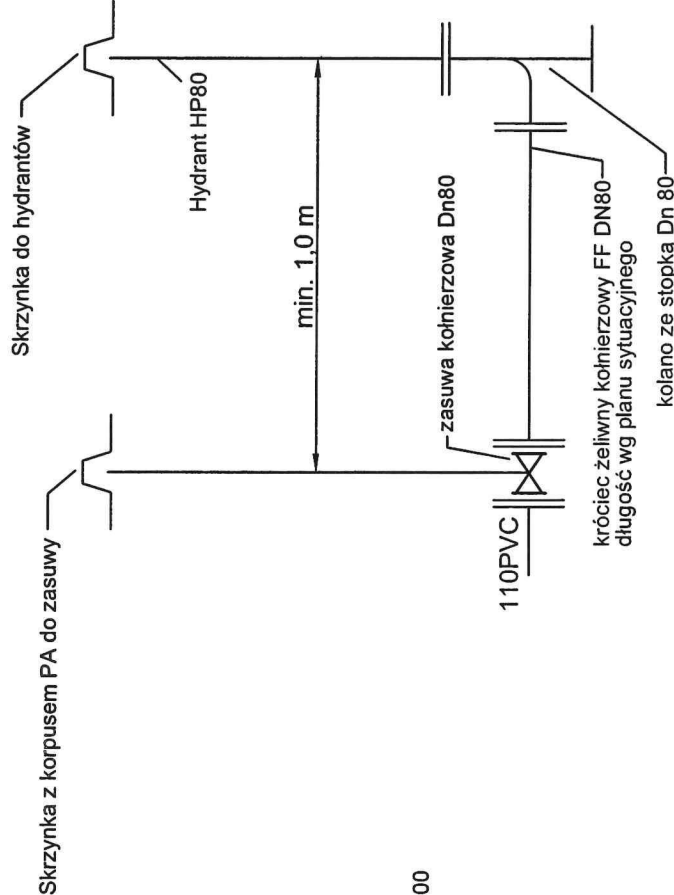 Skrzynka do hydrantów
Hydrant HP80
Skrzynka z korpusem PA do zasuwy
min. 1,0 m
zasuwa kołnierzowa Dn80
110PVC
króciec żeliwny kołnierzowy FF DN80
długość wg planu sytuacyjnego
kolano ze stopka Dn 80
00